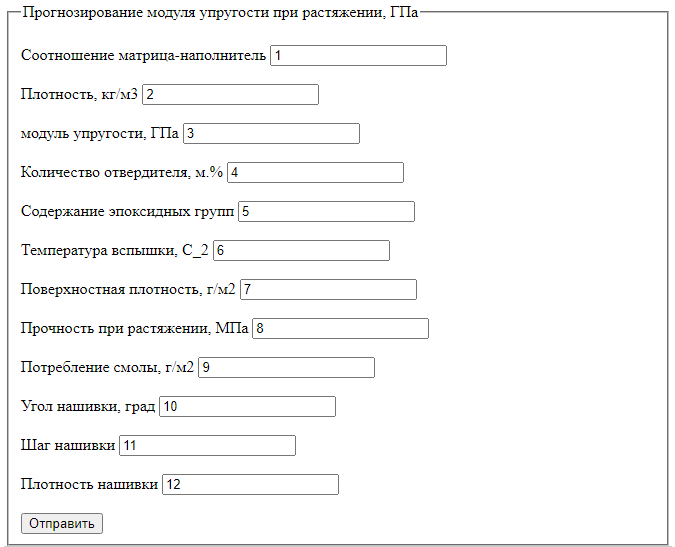 Прогнозирование модуля упругости при растяжении, ГПа
Соотношение матрица-наполнитель 1
Плотность, кг/м3 2
модуль упругости, ГПа 3
Количество отвердителя, м.% 4
Содержание эпоксидных групп 5
Температура вспышки, С_2 6
Поверхностная плотность, г/м2 7
Прочность при растяжении, МПа 8
Потребление смолы, г/м2 9
Угол нашивки, град 10
Шаг нашивки 11
Плотность нашивки 12
Отправить